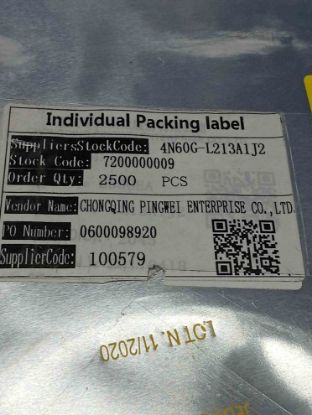 Individual Packing label
SuppliersStockCode: 4N60G-L213A1J2
Stock Code: 7200000009
Order Qty: 2500 PCS
Vendor Name: CHONGQING PINGWEI ENTERPRISE CO., LTD
PO Number: 0600098920
SupplierCode: 100579
LOT N. 11/2020